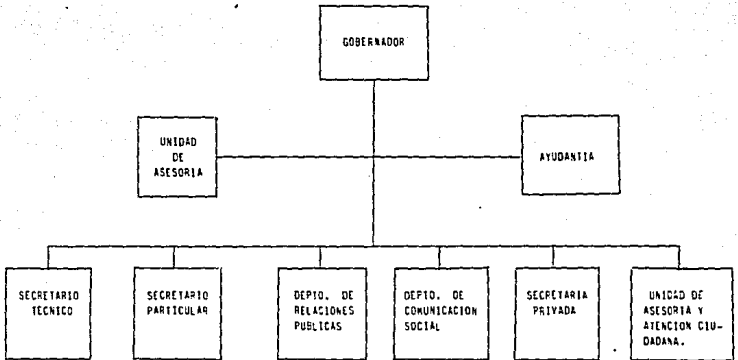 GOBERNADOR
UNIDAD
DE
ASESORIA
AYUDANTIA
SECRETARIO
TECNICO
SECRETARIO
PARTICULAR
DEPTO. DE
RELACIONES
PUBLICAS
DEPTO. DE
COMUNICACION
SOCIAL
SECRETARIA
PRIVADA
UNIDAD DE
ASESORIA Y
ATENCION CIU-
DADANA.